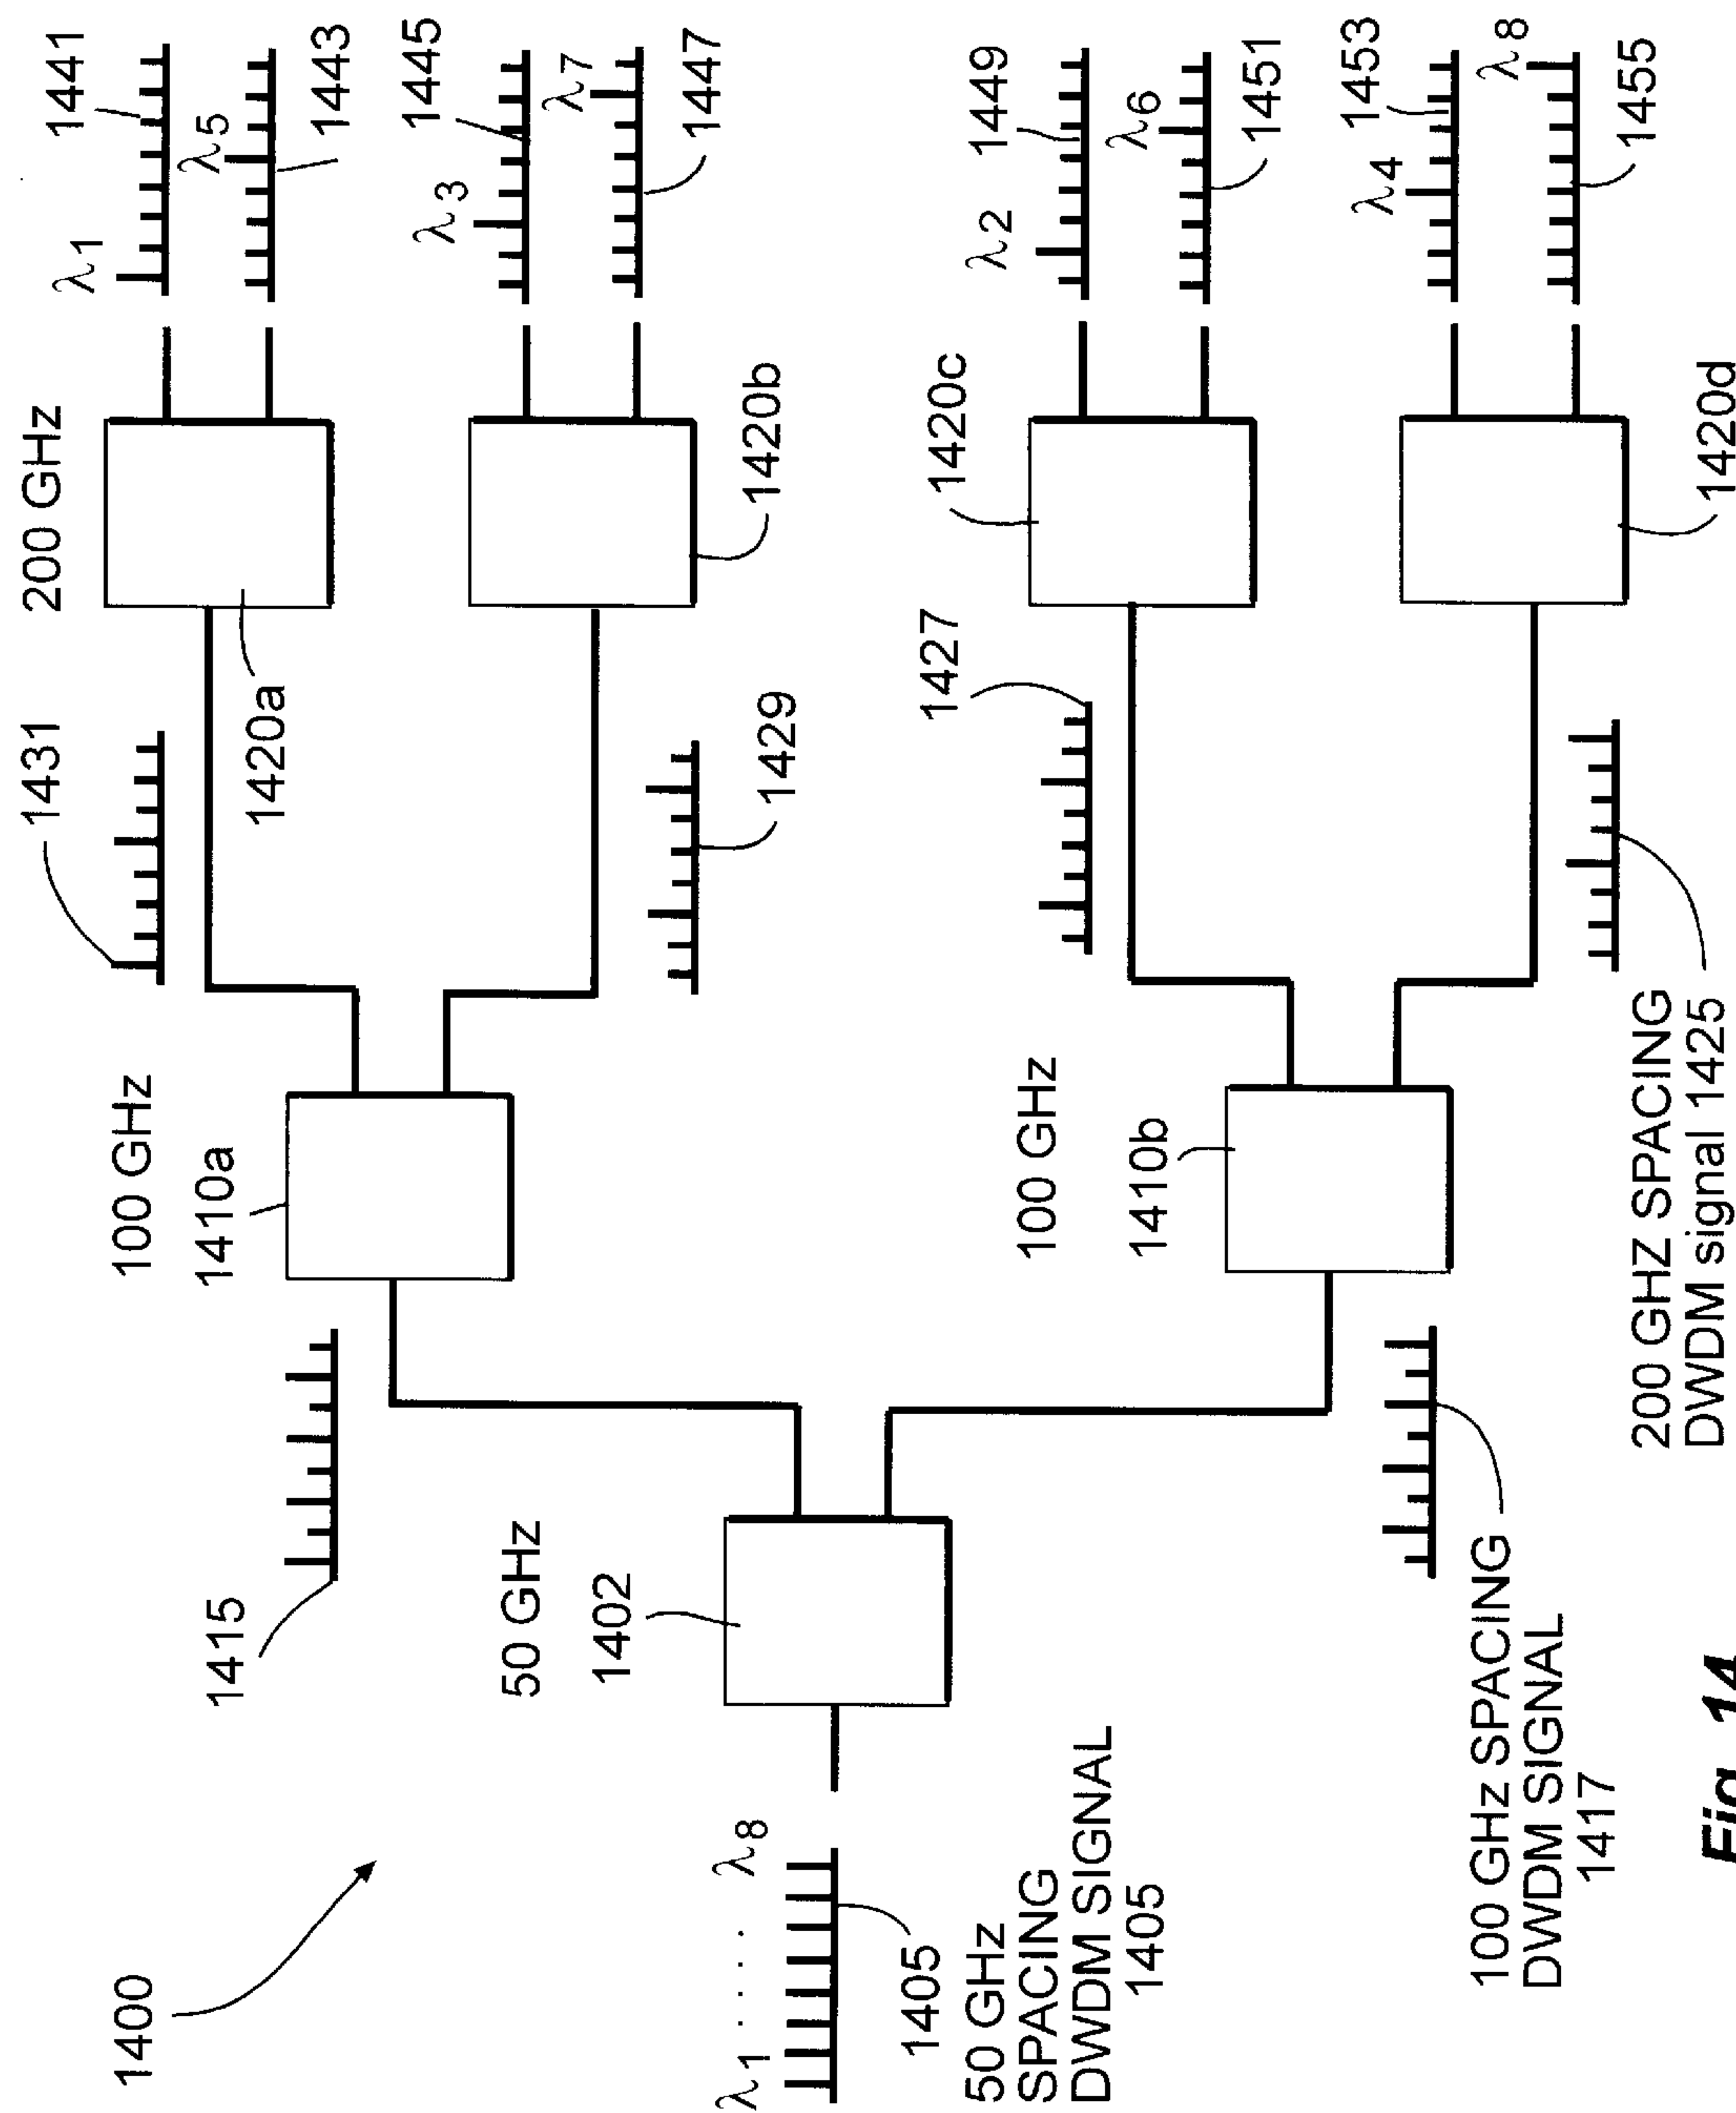 1400
λ1 ..... λ8
1405
50 GHz
SPACING
DWDM SIGNAL
1405
50 GHz
1402
1415
100 GHz SPACING
DWDM SIGNAL
1417
100 GHz
1410a
100 GHz
1410b
1431
1429
1427
200 GHZ SPACING
DWDM signal 1425
200 GHz
1420a
1420b
1420c
1420d
λ1
1441
λ5
1443
λ3
1445
λ7
1447
λ2
1449
λ6
1451
λ4
1453
λ8
1455
Fig. 14